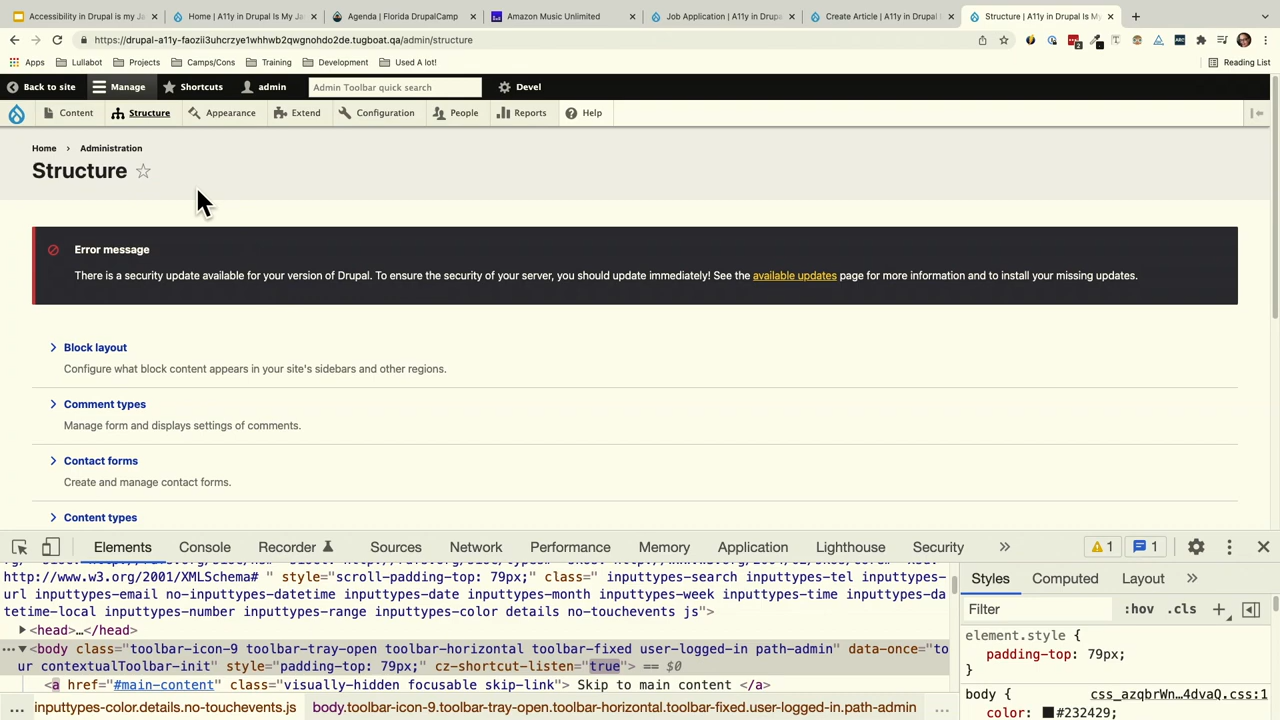 Accessibility in Drupal is my J
Home | A11y in Drupal Is My Ja
Agenda | Florida DrupalCamp
Amazon Music Unlimited
Job Application | A11y in Drupa
Create Article | A11y in Drupal
Structure | A11y in Drupal Is M
https://drupal-a11y-faozii3uhcrzye1whhwb2qwgnohdo2de.tugboat.qa/admin/structure
Apps Lullabot Projects Camps/Cons Training Development Used A lot! Reading List
Back to site Manage Shortcuts admin Admin Toolbar quick search Devel
Content Structure Appearance Extend Configuration People Reports Help
Home › Administration
Structure
Error message
There is a security update available for your version of Drupal. To ensure the security of your server, you should update immediately! See the available updates page for more information and to install your missing updates.
Block layout
Configure what block content appears in your site's sidebars and other regions.
Comment types
Manage form and displays settings of comments.
Contact forms
Create and manage contact forms.
Content types
Elements Console Recorder Sources Network Performance Memory Application Lighthouse Security » 1 1
http://www.w3.org/2001/XMLSchema# " style="scroll-padding-top: 79px;" class=" inputtypes-search inputtypes-tel inputtypes-
url inputtypes-email no-inputtypes-datetime inputtypes-date inputtypes-month inputtypes-week inputtypes-time inputtypes-da
tetime-local inputtypes-number inputtypes-range inputtypes-color details no-touchevents js">
<head>…</head>
<body class="toolbar-icon-9 toolbar-tray-open toolbar-horizontal toolbar-fixed user-logged-in path-admin" data-once="to
ur contextualToolbar-init" style="padding-top: 79px;" cz-shortcut-listen="true"> == $0
<a href="#main-content" class="visually-hidden focusable skip-link"> Skip to main content </a>
... inputtypes-color.details.no-touchevents.js body.toolbar-icon-9.toolbar-tray-open.toolbar-horizontal.toolbar-fixed.user-logged-in.path-admin ...
Styles Computed Layout »
Filter :hov .cls +
element.style {
padding-top: 79px;
}
body { css_azqbrWn…4dvaQ.css:1
color: #232429;